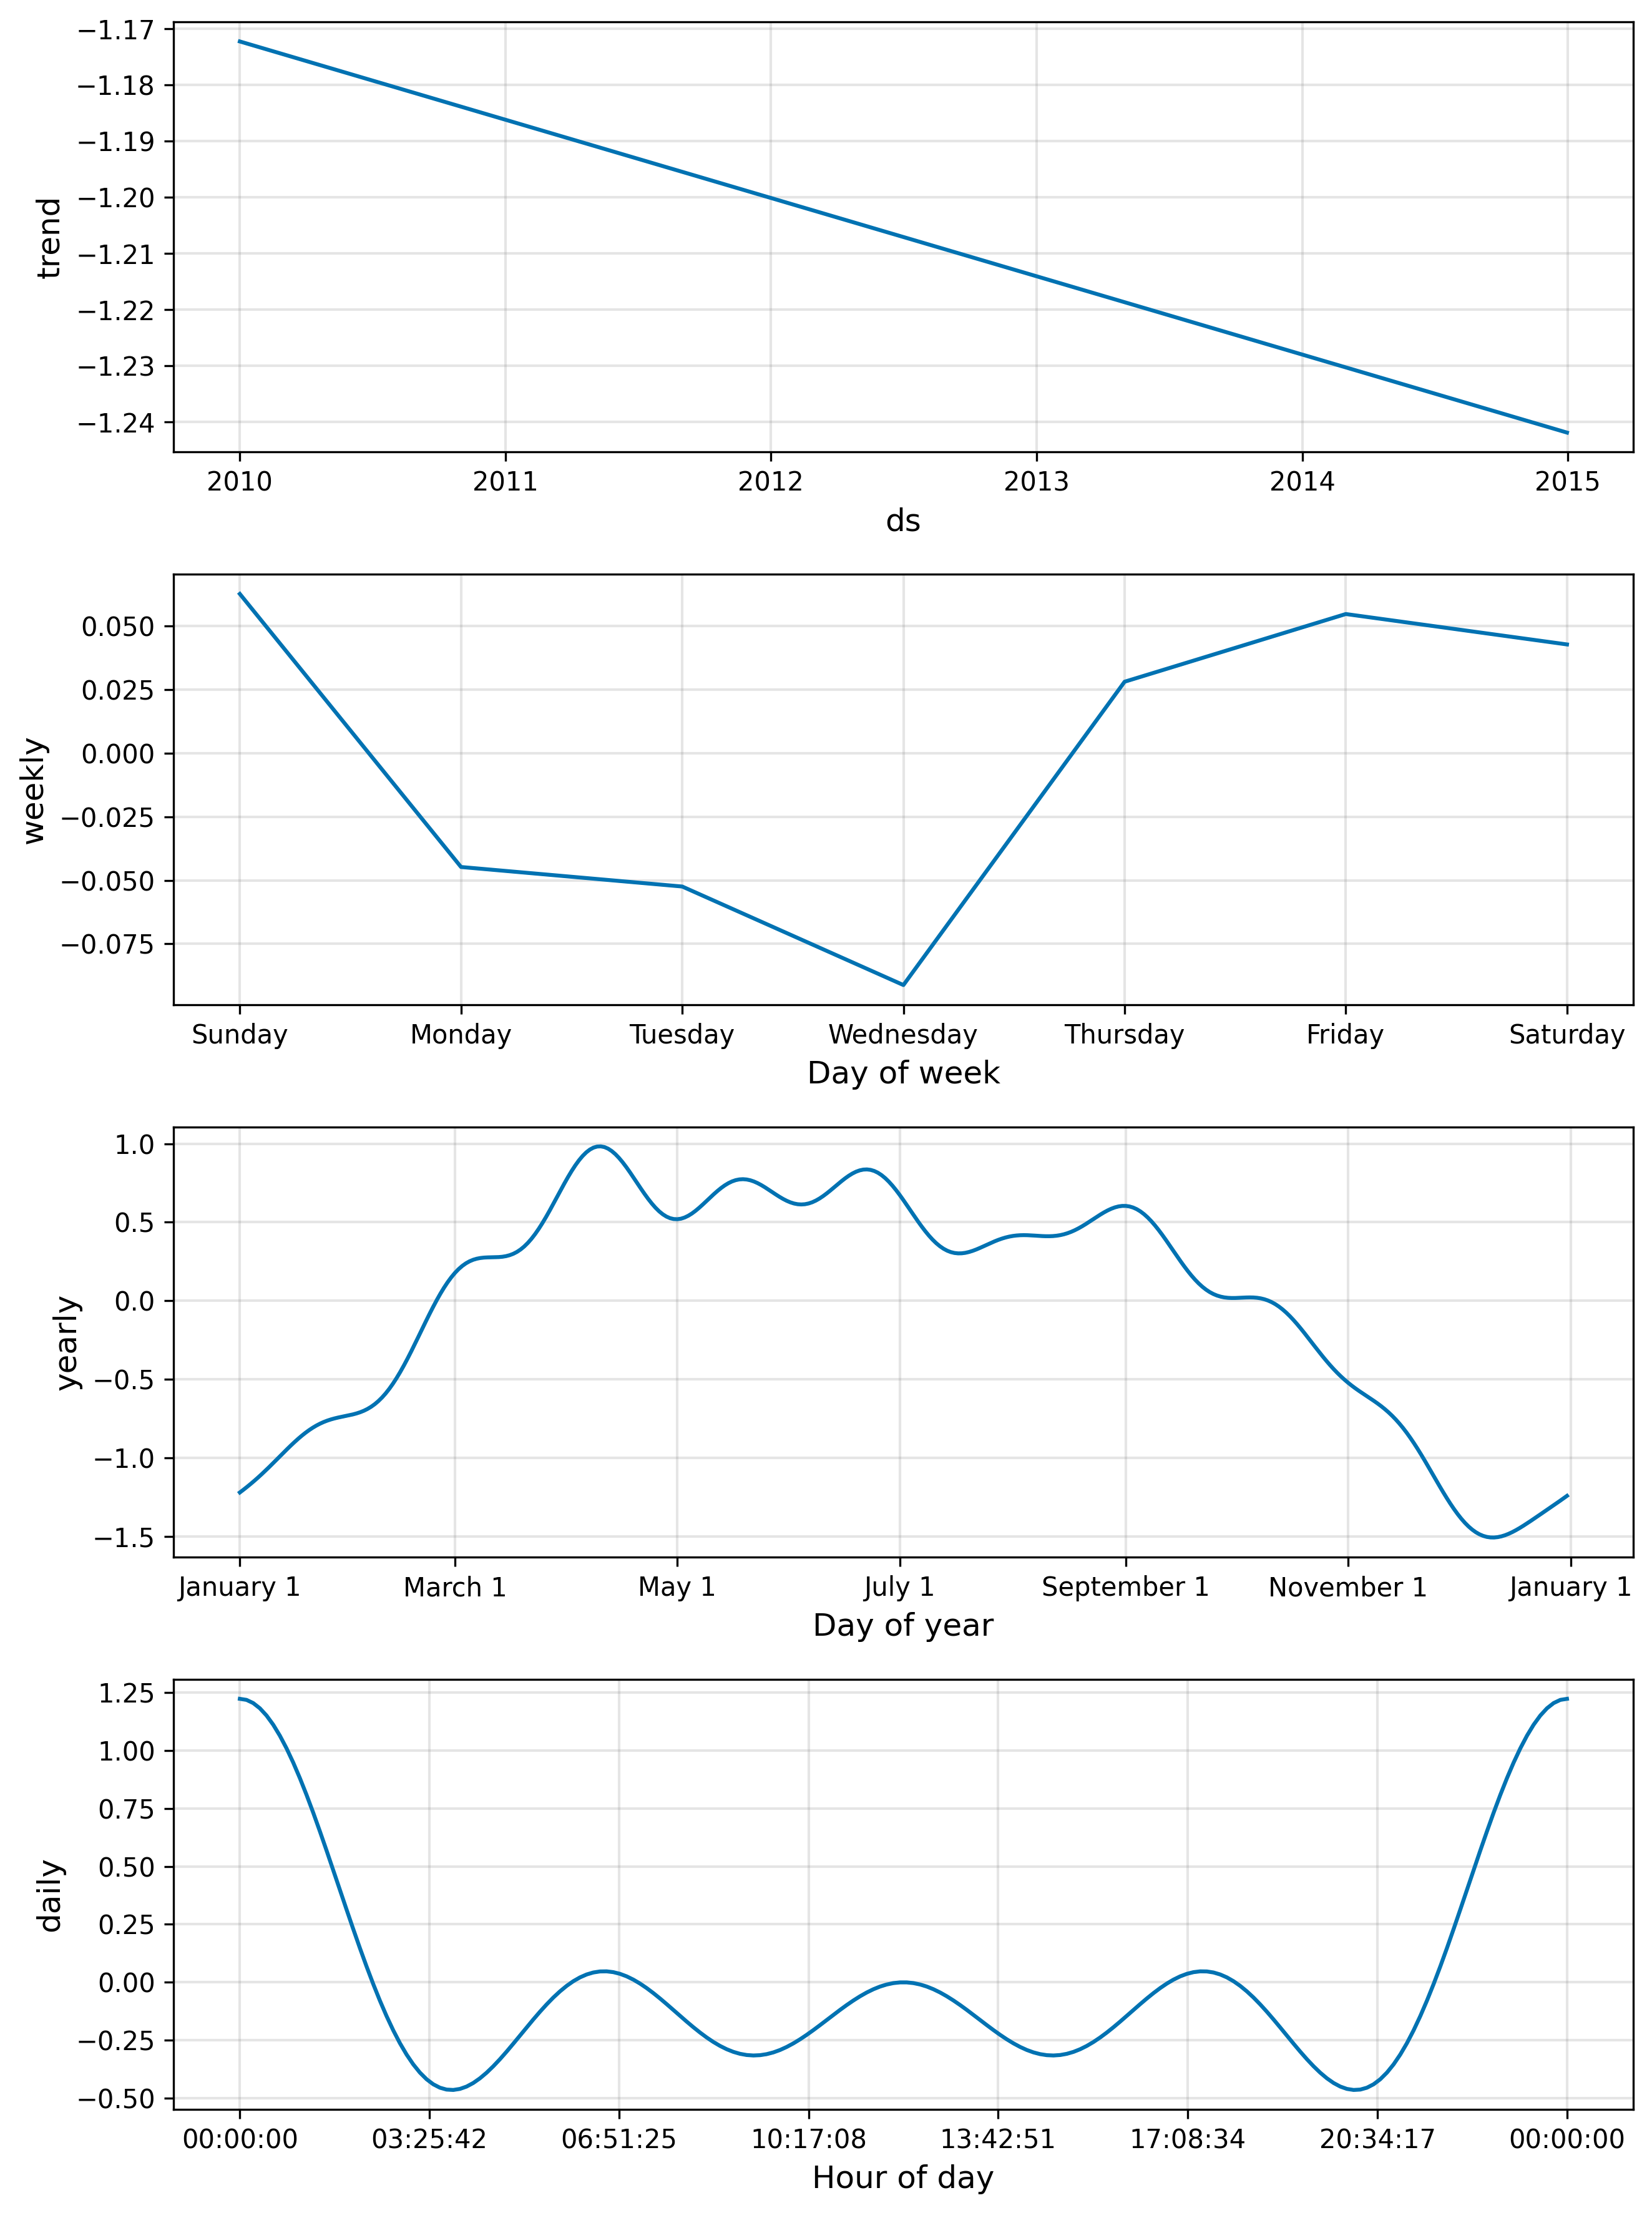 −1.17
−1.18
−1.19
−1.20
−1.21
−1.22
−1.23
−1.24
trend
2010 2011 2012 2013 2014 2015
ds
0.050
0.025
0.000
−0.025
−0.050
−0.075
weekly
Sunday Monday Tuesday Wednesday Thursday Friday Saturday
Day of week
1.0
0.5
0.0
−0.5
−1.0
−1.5
yearly
January 1 March 1 May 1 July 1 September 1 November 1 January 1
Day of year
1.25
1.00
0.75
0.50
0.25
0.00
−0.25
−0.50
daily
00:00:00 03:25:42 06:51:25 10:17:08 13:42:51 17:08:34 20:34:17 00:00:00
Hour of day